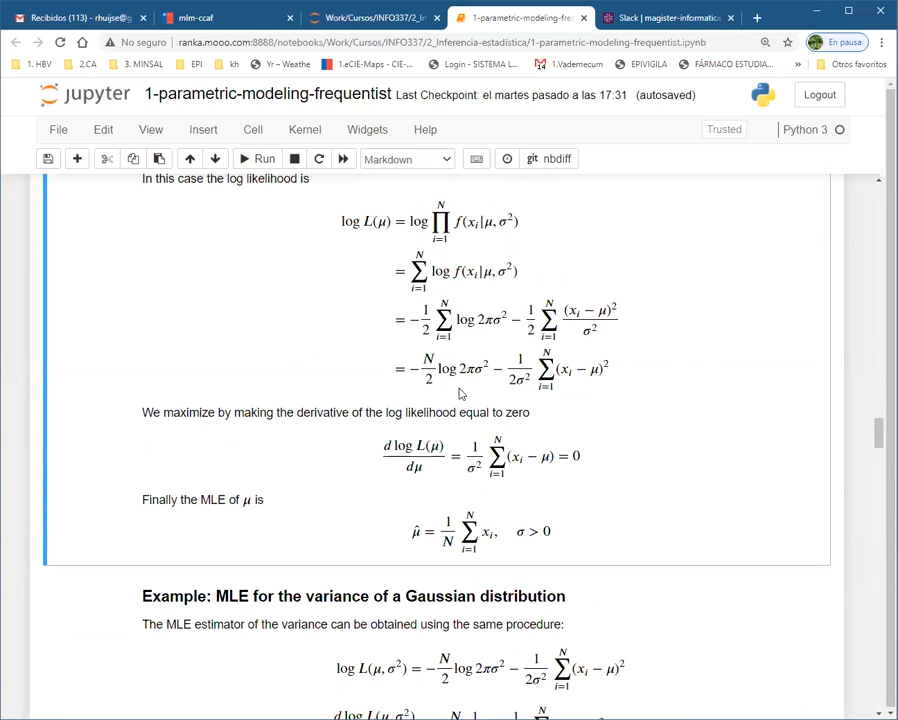 Recibidos (113) - rhuijse@g
mlm-ccaf
Work/Cursos/INFO337/2_In
1-parametric-modeling-fre
Slack | magister-informatica
No seguro | ranka.mooo.com:8888/notebooks/Work/Cursos/INFO337/2_Inferencia-estadística/1-parametric-modeling-frequentist.ipynb
En pausa
1. HBV 2.CA 3. MINSAL EPI kh Yr – Weathe 1.eCIE-Maps - CIE-... Login - SISTEMA L... 1.Vademecum EPIVIGILA FÁRMACO ESTUDIA... » Otros favoritos
jupyter 1-parametric-modeling-frequentist Last Checkpoint: el martes pasado a las 17:31 (autosaved) Logout
File Edit View Insert Cell Kernel Widgets Help Trusted Python 3
Run Markdown git nbdiff
In this case the log likelihood is
log L(μ) = log ∏_{i=1}^{N} f(x_i|μ, σ²)
= ∑_{i=1}^{N} log f(x_i|μ, σ²)
= −1/2 ∑_{i=1}^{N} log 2πσ² − 1/2 ∑_{i=1}^{N} (x_i − μ)²/σ²
= −N/2 log 2πσ² − 1/2σ² ∑_{i=1}^{N} (x_i − μ)²
We maximize by making the derivative of the log likelihood equal to zero
d log L(μ)/dμ = 1/σ² ∑_{i=1}^{N} (x_i − μ) = 0
Finally the MLE of μ is
μ̂ = 1/N ∑_{i=1}^{N} x_i, σ > 0
Example: MLE for the variance of a Gaussian distribution
The MLE estimator of the variance can be obtained using the same procedure:
log L(μ, σ²) = −N/2 log 2πσ² − 1/2σ² ∑_{i=1}^{N} (x_i − μ)²
d log L(μ, σ²) N 1 1 N